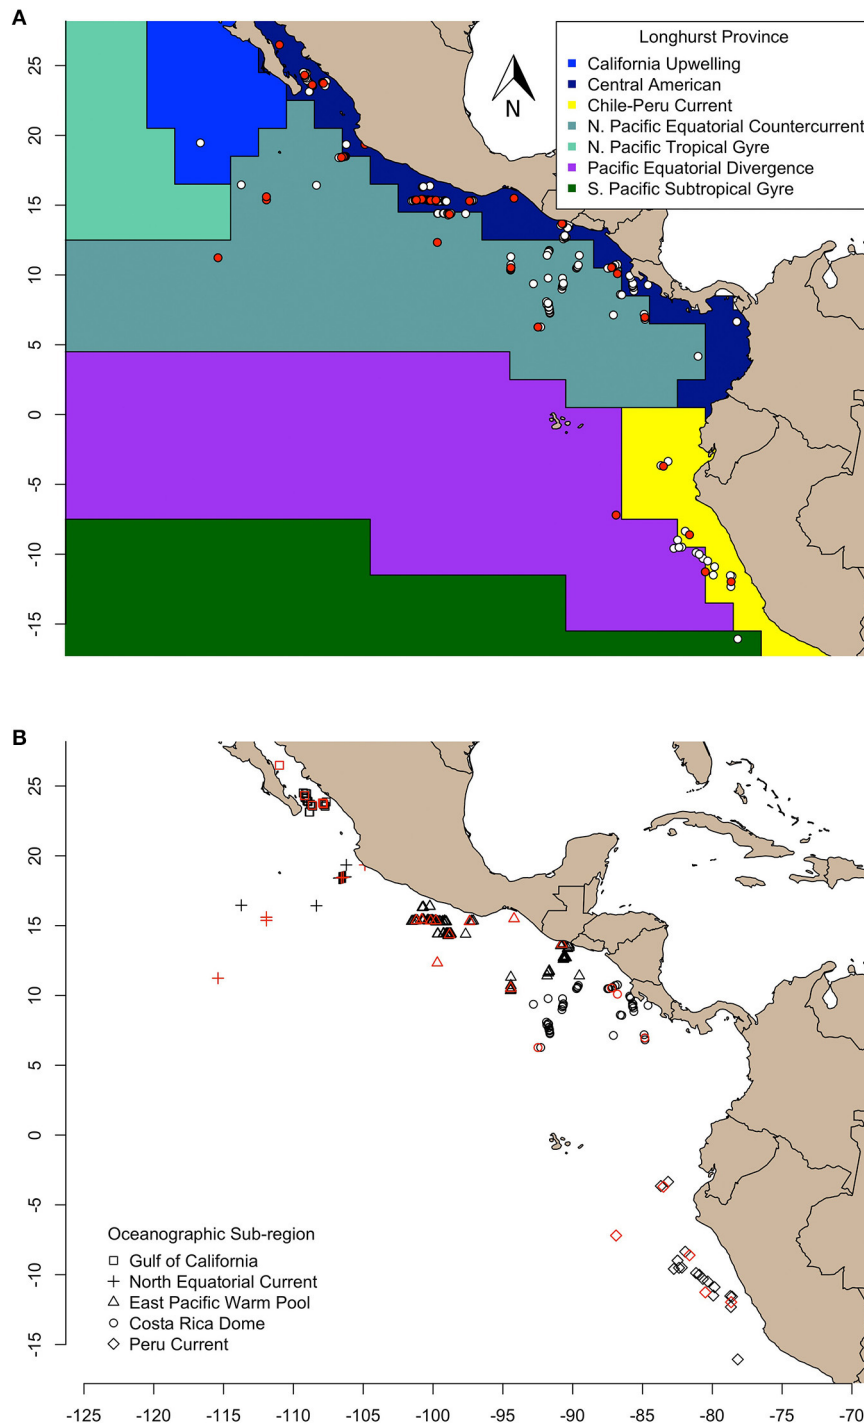 A
Longhurst Province
California Upwelling
Central American
Chile-Peru Current
N. Pacific Equatorial Countercurrent
N. Pacific Tropical Gyre
Pacific Equatorial Divergence
S. Pacific Subtropical Gyre
N
25
20
15
10
5
0
-5
-10
-15
B
25
20
15
10
5
0
-5
-10
-15
Oceanographic Sub-region
Gulf of California
North Equatorial Current
East Pacific Warm Pool
Costa Rica Dome
Peru Current
-125 -120 -115 -110 -105 -100 -95 -90 -85 -80 -75 -70